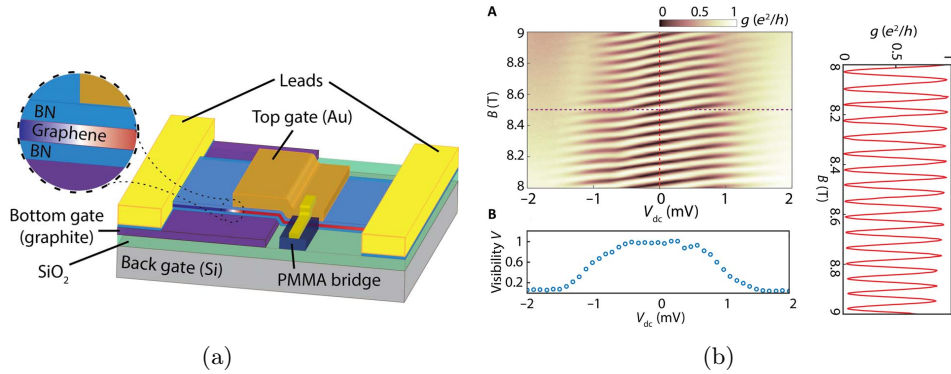 Leads
Top gate (Au)
BN
Graphene
BN
Bottom gate
(graphite)
SiO₂
Back gate (Si)
PMMA bridge
(a)
A
0 0.5 1
g (e²/h)
B (T)
9
8.8
8.6
8.4
8.2
8
−2 −1 0 1 2
V_dc (mV)
B
Visibility V
1
0.6
0.2
−2 −1 0 1 2
V_dc (mV)
g (e²/h)
0 0.5 1
8
8.2
8.4
8.6
8.8
9
B (T)
(b)